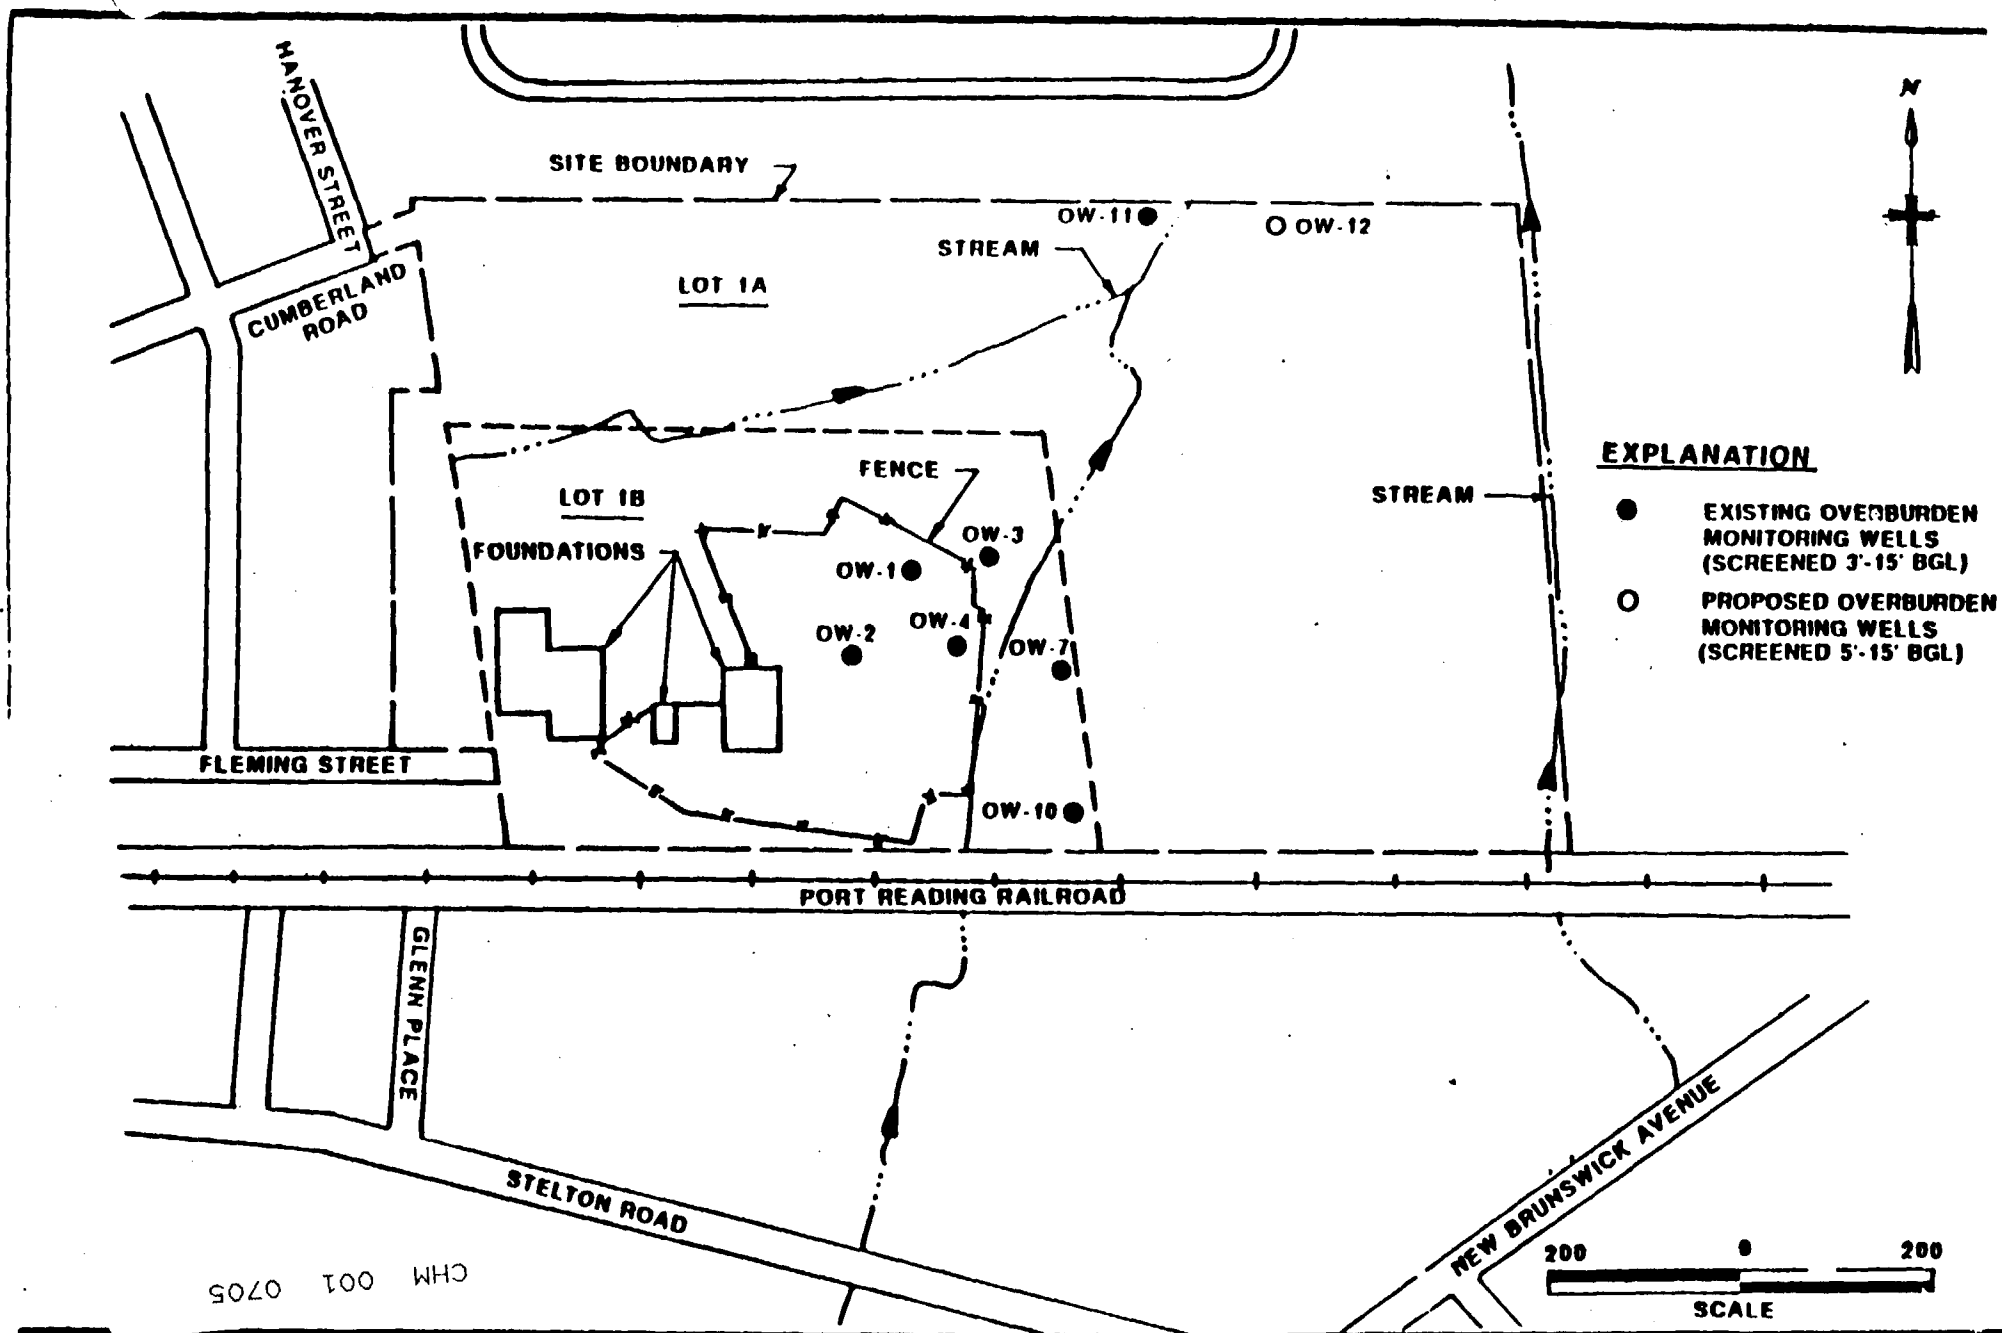 HANOVER STREET
N
SITE BOUNDARY
OW-11
OW-12
STREAM
LOT 1A
CUMBERLAND
ROAD
EXPLANATION
FENCE
LOT 1B
STREAM
EXISTING OVERBURDEN
MONITORING WELLS
(SCREENED 3'-15' BGL)
OW-3
FOUNDATIONS
OW-1
PROPOSED OVERBURDEN
MONITORING WELLS
(SCREENED 5'-15' BGL)
OW-4
OW-2
OW-7
FLEMING STREET
OW-10
PORT READING RAILROAD
GLENN PLACE
STELTON ROAD
NEW BRUNSWICK AVENUE
200 0 200
SCALE
CHM 001 0705